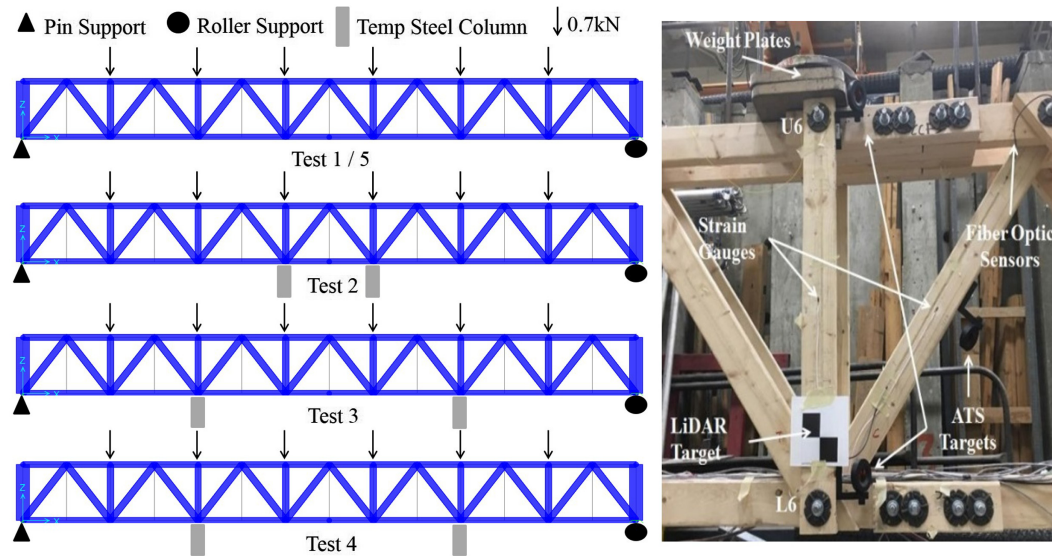 Pin Support
Roller Support
Temp Steel Column
0.7kN
Z
X
Test 1 / 5
Z
X
Test 2
Z
X
Test 3
Z
X
Test 4
Weight Plates
U6
Strain
Gauges
Fiber Optic
Sensors
LiDAR
Target
ATS
Targets
L6